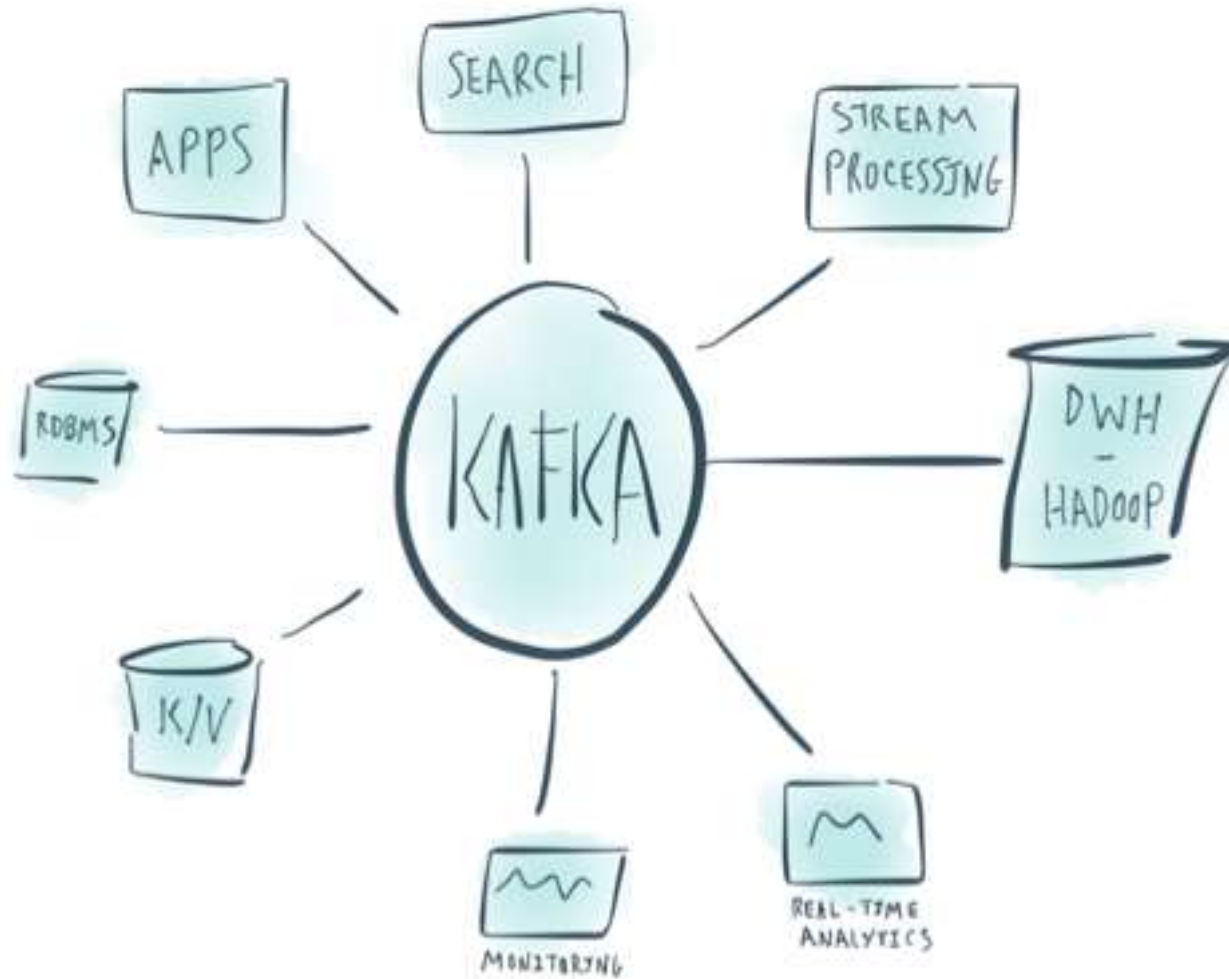 SEARCH
APPS
STREAM
PROCESSING
RDBMS
KAFKA
DWH
-
HADOOP
K/V
MONITORING
REAL-TIME
ANALYTICS